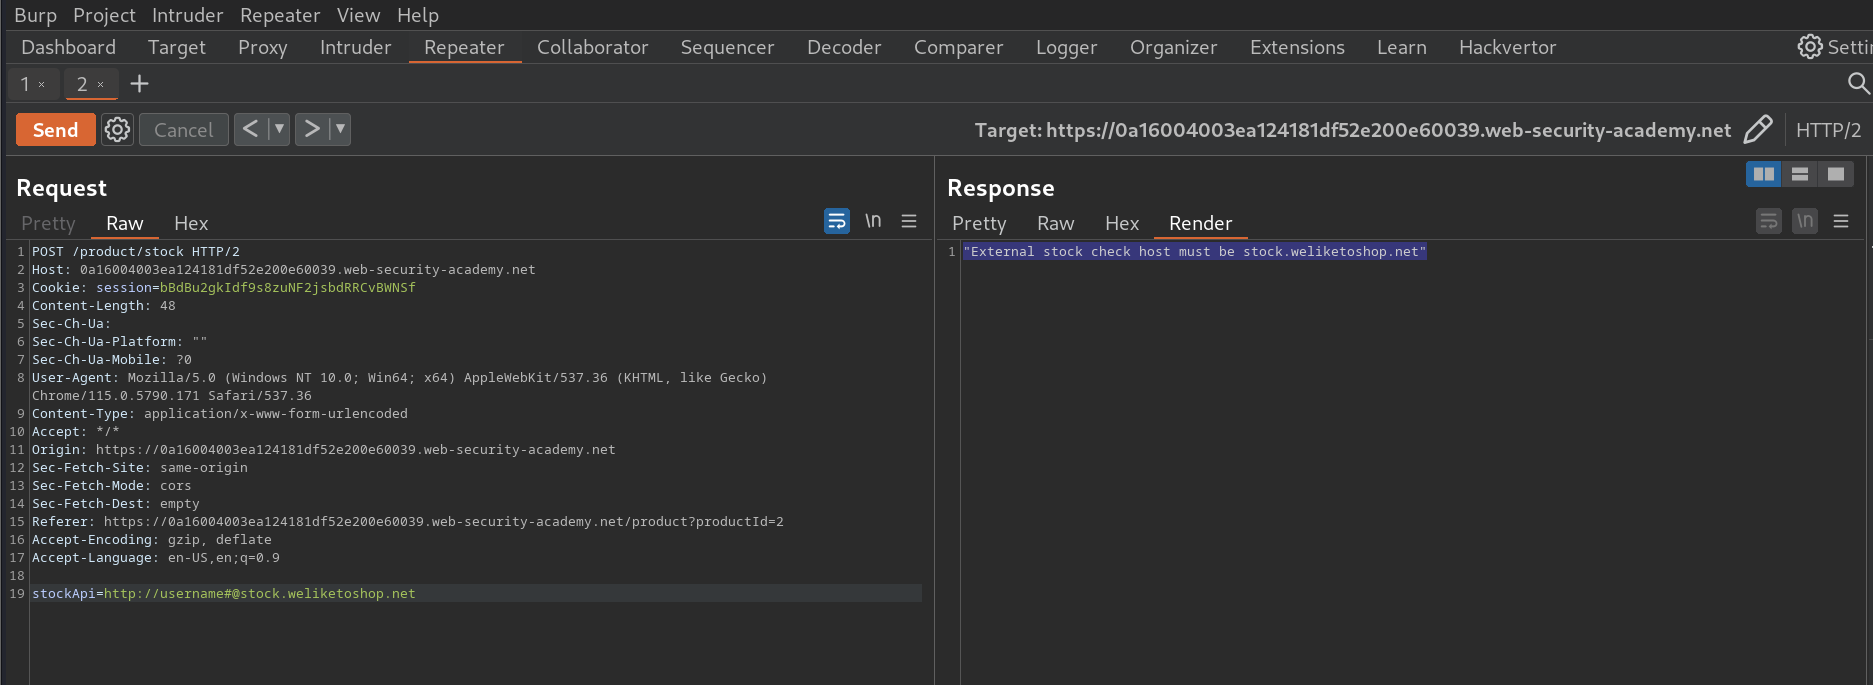 Burp Project Intruder Repeater View Help
Dashboard Target Proxy Intruder Repeater Collaborator Sequencer Decoder Comparer Logger Organizer Extensions Learn Hackvertor Settin
1 × 2 × +
Send Cancel < ▼ > ▼ Target: https://0a16004003ea124181df52e200e60039.web-security-academy.net HTTP/2
Request
Pretty Raw Hex \n
1 POST /product/stock HTTP/2
2 Host: 0a16004003ea124181df52e200e60039.web-security-academy.net
3 Cookie: session=bBdBu2gkIdf9s8zuNF2jsbdRRCvBWNSf
4 Content-Length: 48
5 Sec-Ch-Ua:
6 Sec-Ch-Ua-Platform: ""
7 Sec-Ch-Ua-Mobile: ?0
8 User-Agent: Mozilla/5.0 (Windows NT 10.0; Win64; x64) AppleWebKit/537.36 (KHTML, like Gecko)
Chrome/115.0.5790.171 Safari/537.36
9 Content-Type: application/x-www-form-urlencoded
10 Accept: */*
11 Origin: https://0a16004003ea124181df52e200e60039.web-security-academy.net
12 Sec-Fetch-Site: same-origin
13 Sec-Fetch-Mode: cors
14 Sec-Fetch-Dest: empty
15 Referer: https://0a16004003ea124181df52e200e60039.web-security-academy.net/product?productId=2
16 Accept-Encoding: gzip, deflate
17 Accept-Language: en-US,en;q=0.9
18
19 stockApi=http://username#@stock.weliketoshop.net
Response
Pretty Raw Hex Render \n
1 "External stock check host must be stock.weliketoshop.net"